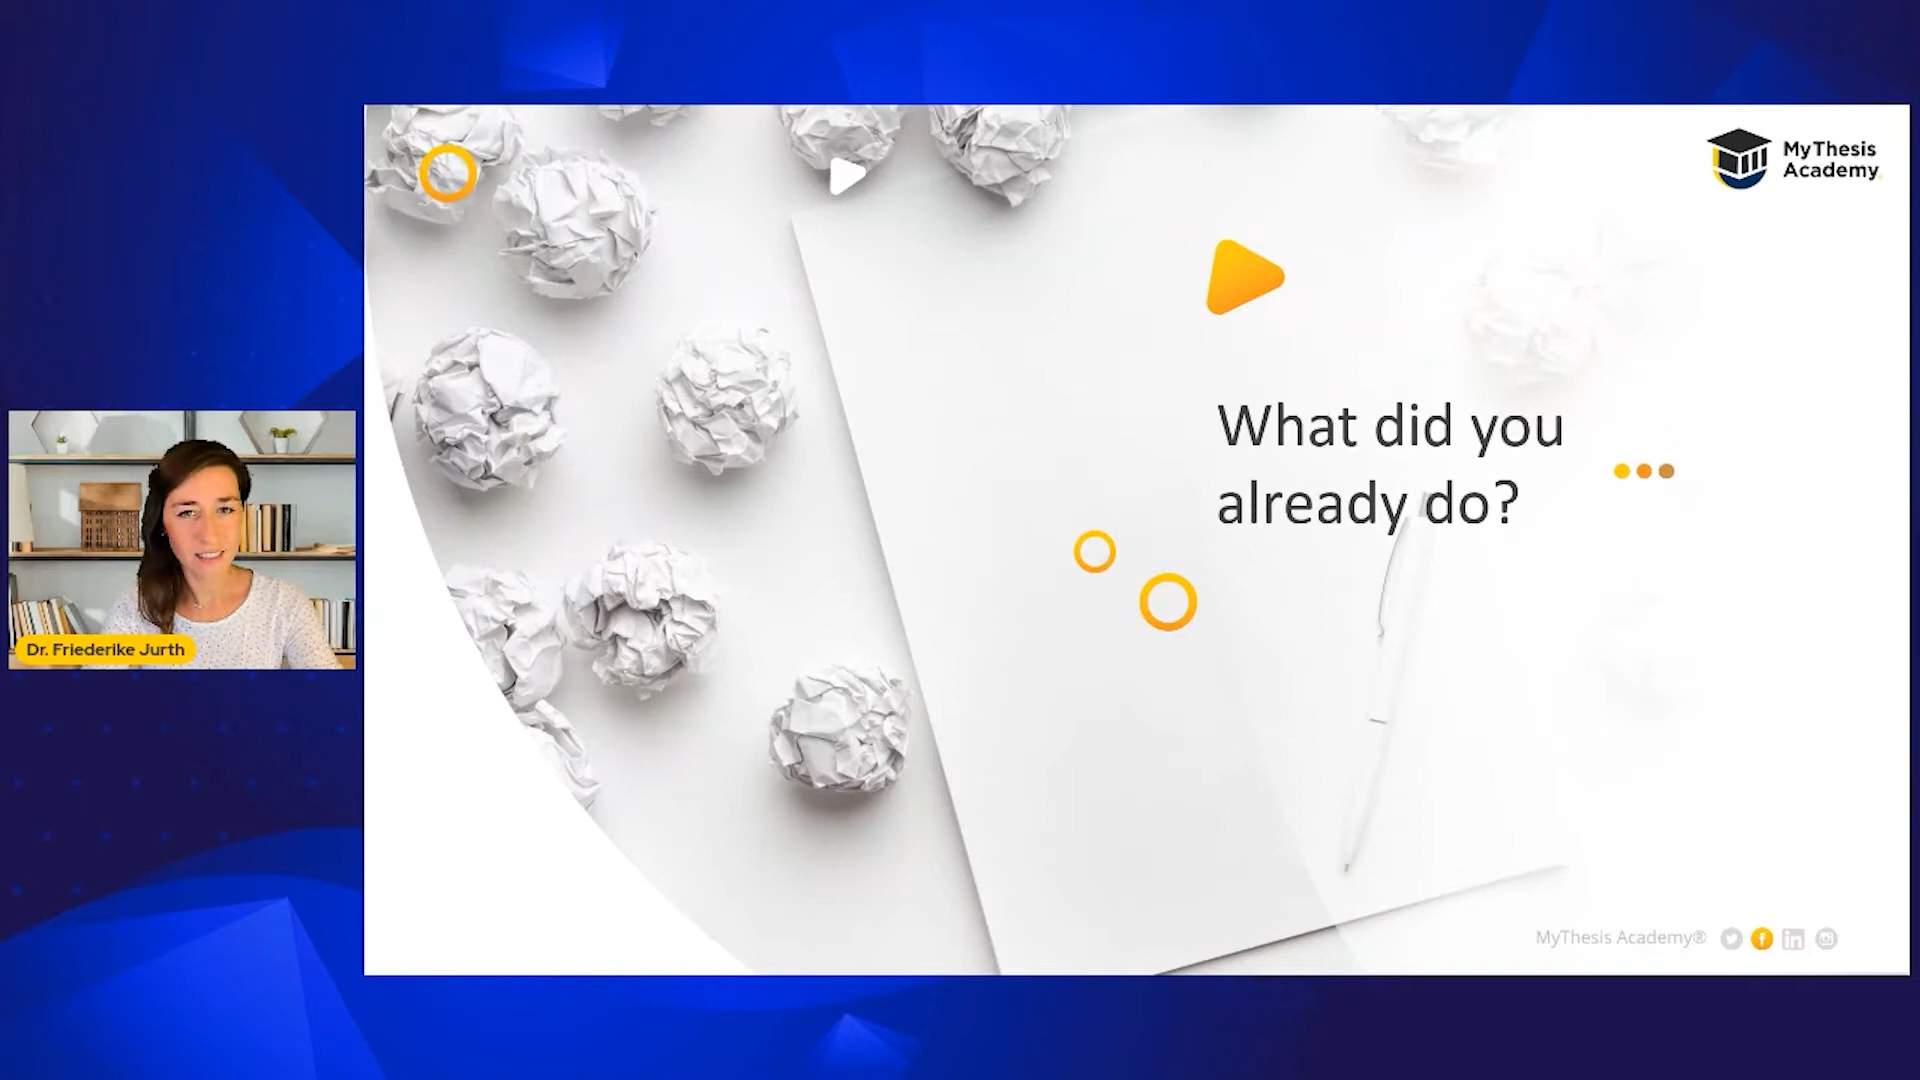 MyThesis
Academy.
What did you
already do?
Dr. Friederike Jurth
MyThesis Academy®